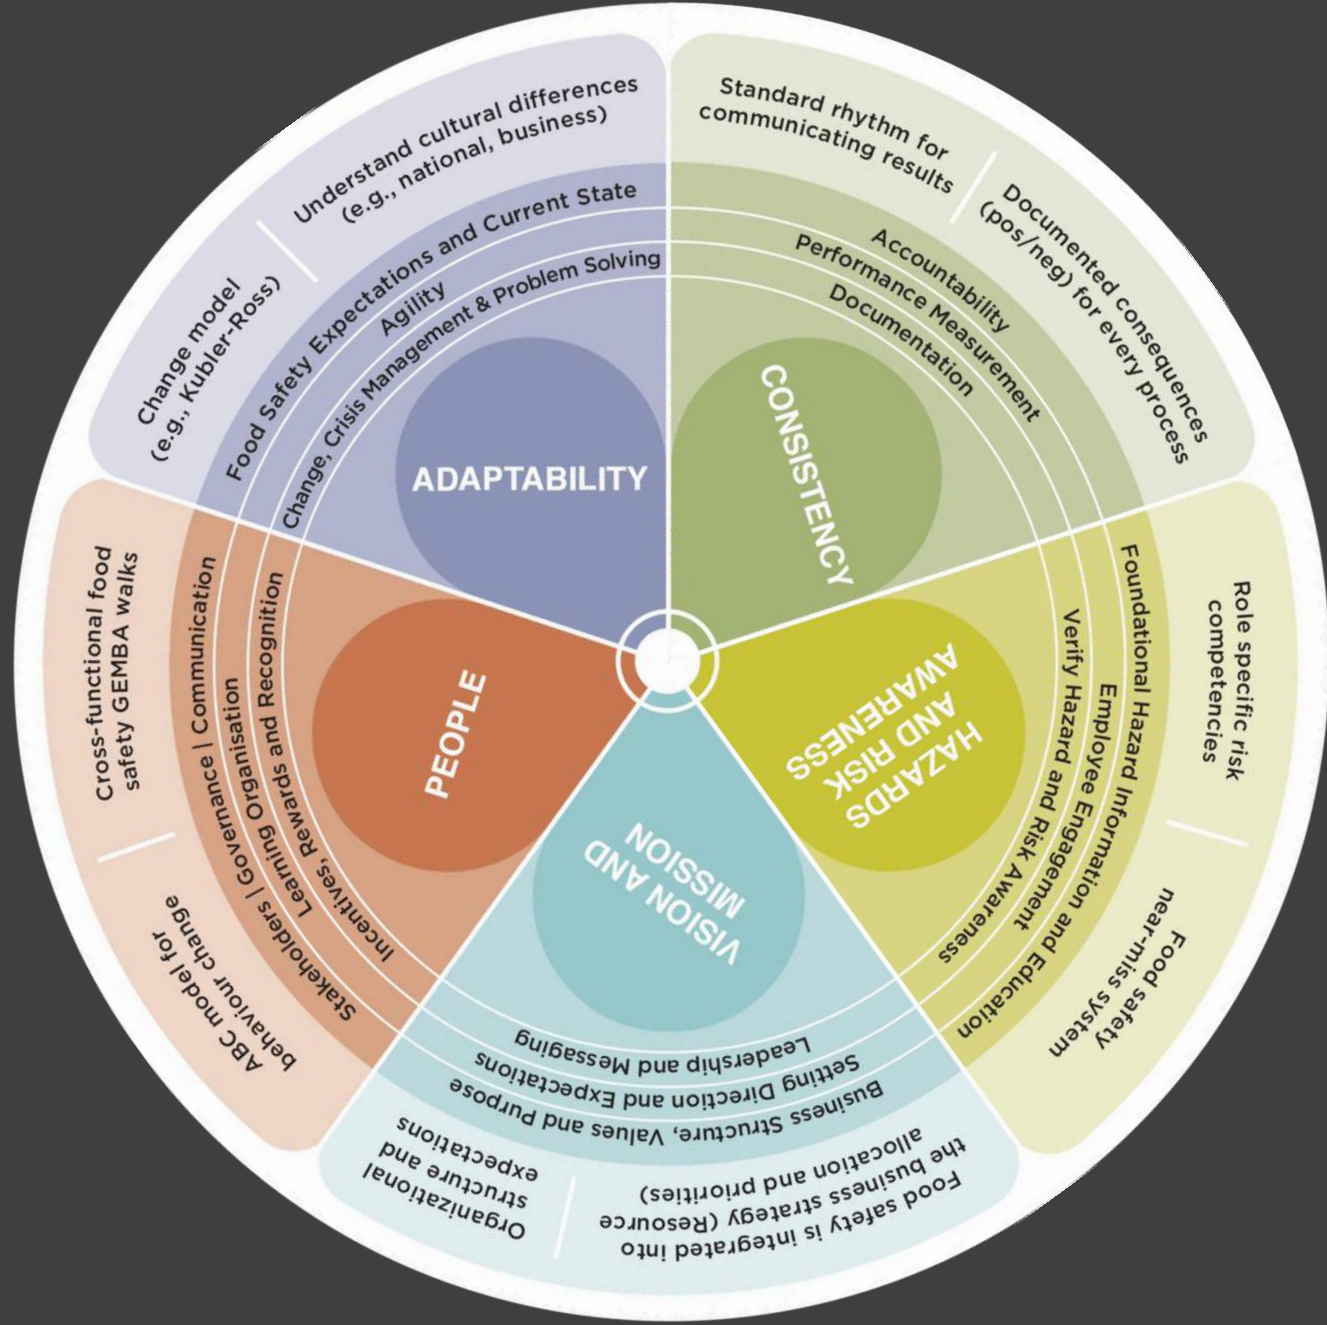 Understand cultural differences
(e.g., national, business)
Change model
(e.g., Kubler-Ross)
Food Safety Expectations and Current State
Agility
Change, Crisis Management & Problem Solving
ADAPTABILITY
Standard rhythm for
communicating results
Documented consequences
(pos/neg) for every process
Accountability
Performance Measurement
Documentation
CONSISTENCY
Role specific risk
competencies
Food safety
near-miss system
Foundational Hazard Information and Education
Employee Engagement
Verify Hazard and Risk Awareness
HAZARDS
AND RISK
AWARENESS
Food safety is integrated into
the business strategy (Resource
allocation and priorities)
Organizational
structure and
expectations
Business Structure, Values and Purpose
Setting Direction and Expectations
Leadership and Messaging
VISION AND
MISSION
ABC model for
behaviour change
Cross-functional food
safety GEMBA walks
Stakeholders | Governance | Communication
Learning Organisation
Incentives, Rewards and Recognition
PEOPLE